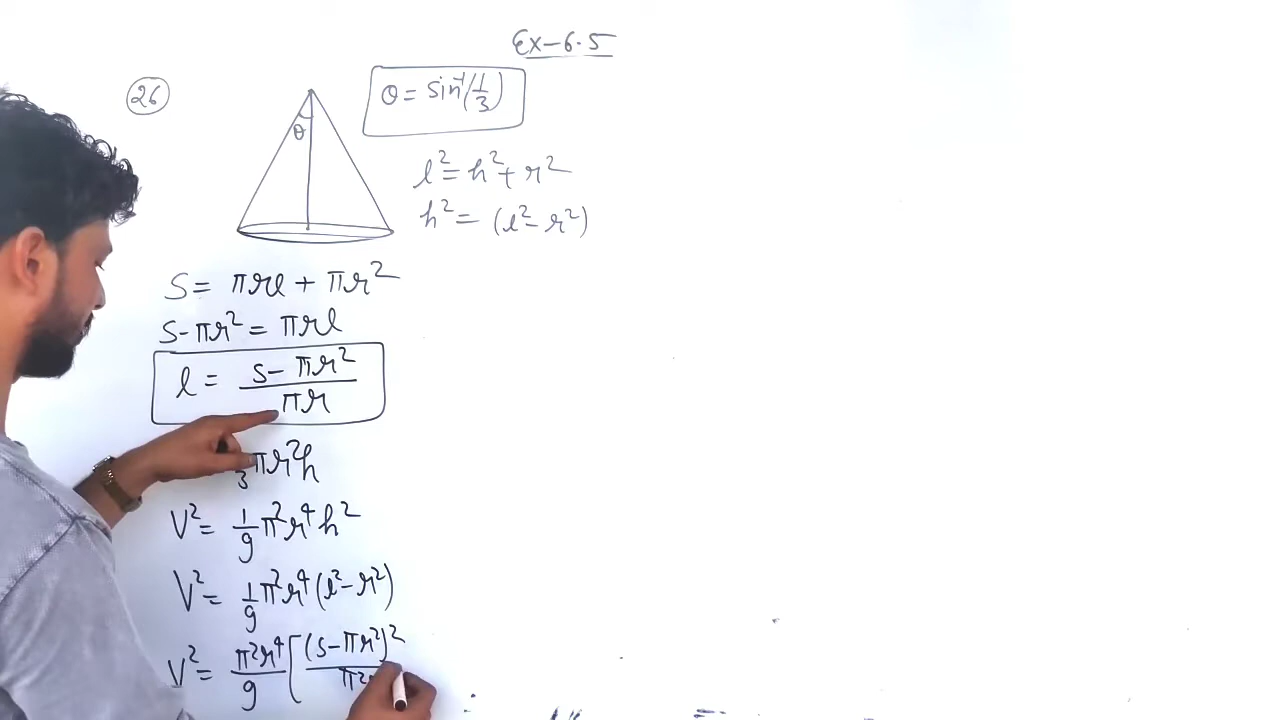 Ex-6.5
26
θ = sin⁻¹(1/3)
θ
l² = h² + r²
h² = (l² - r²)
S = πrl + πr²
S - πr² = πrl
l = (S - πr²)/πr
1/3 πr²h
V² = 1/9 π²r⁴h²
V² = 1/9 π²r⁴(l² - r²)
V² = π²r⁴/9 [(S - πr²)²/π²